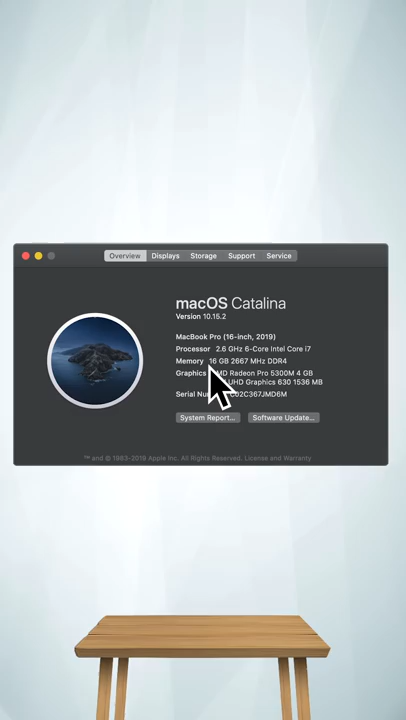 Overview Displays Storage Support Service
macOS Catalina
Version 10.15.2
MacBook Pro (16-inch, 2019)
Processor 2.6 GHz 6-Core Intel Core i7
Memory 16 GB 2667 MHz DDR4
Graphics MD Radeon Pro 5300M 4 GB
UHD Graphics 630 1536 MB
Serial Nu C02C367JMD6M
System Report... Software Update...
™ and © 1983-2019 Apple Inc. All Rights Reserved. License and Warranty